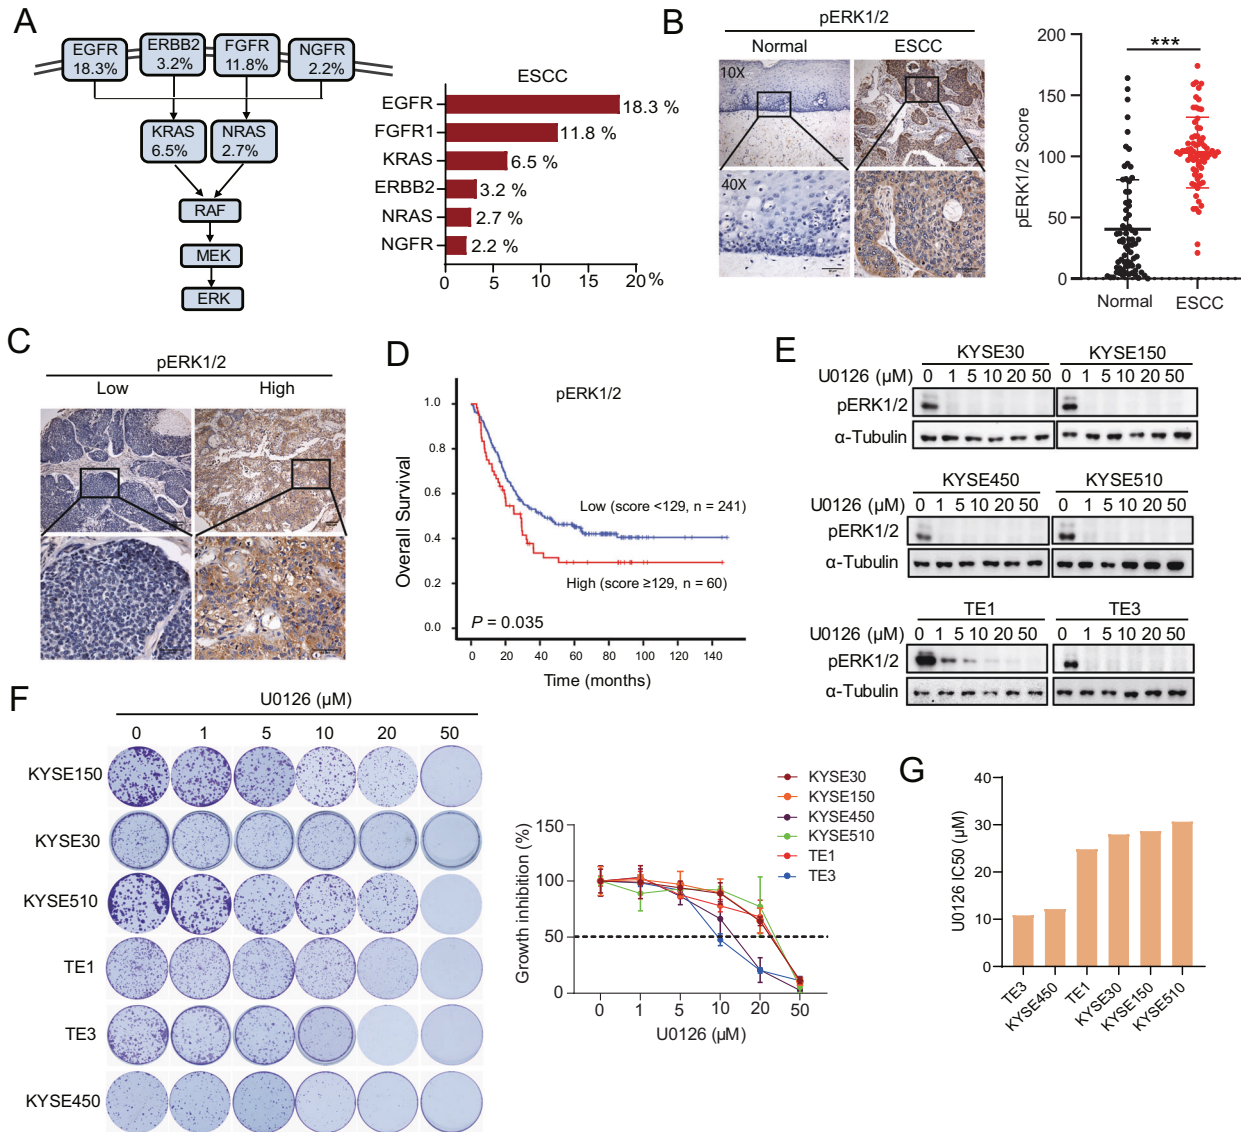 A
EGFR
18.3%
ERBB2
3.2%
FGFR
11.8%
NGFR
2.2%
KRAS
6.5%
NRAS
2.7%
RAF
MEK
ERK
ESCC
EGFR 18.3 %
FGFR1 11.8 %
KRAS 6.5 %
ERBB2 3.2 %
NRAS 2.7 %
NGFR 2.2 %
0 5 10 15 20 %
B
pERK1/2
Normal ESCC
10X
40X
pERK1/2 Score
200
150
100
50
0
***
Normal ESCC
C
pERK1/2
Low High
D
pERK1/2
Overall Survival
1.0
0.8
0.6
0.4
0.2
0.0
Low (score <129, n = 241)
High (score ≥129, n = 60)
P = 0.035
0 20 40 60 80 100 120 140
Time (months)
E
KYSE30 KYSE150
U0126 (µM) 0 1 5 10 20 50 0 1 5 10 20 50
pERK1/2
α-Tubulin
KYSE450 KYSE510
U0126 (µM) 0 1 5 10 20 50 0 1 5 10 20 50
pERK1/2
α-Tubulin
TE1 TE3
U0126 (µM) 0 1 5 10 20 50 0 1 5 10 20 50
pERK1/2
α-Tubulin
F
U0126 (µM)
0 1 5 10 20 50
KYSE150
KYSE30
KYSE510
TE1
TE3
KYSE450
KYSE30
KYSE150
KYSE450
KYSE510
TE1
TE3
Growth inhibition (%)
150
100
50
0
0 1 5 10 20 50
U0126 (µM)
G
U0126 IC50 (µM)
40
30
20
10
0
TE3
KYSE450
TE1
KYSE30
KYSE150
KYSE510